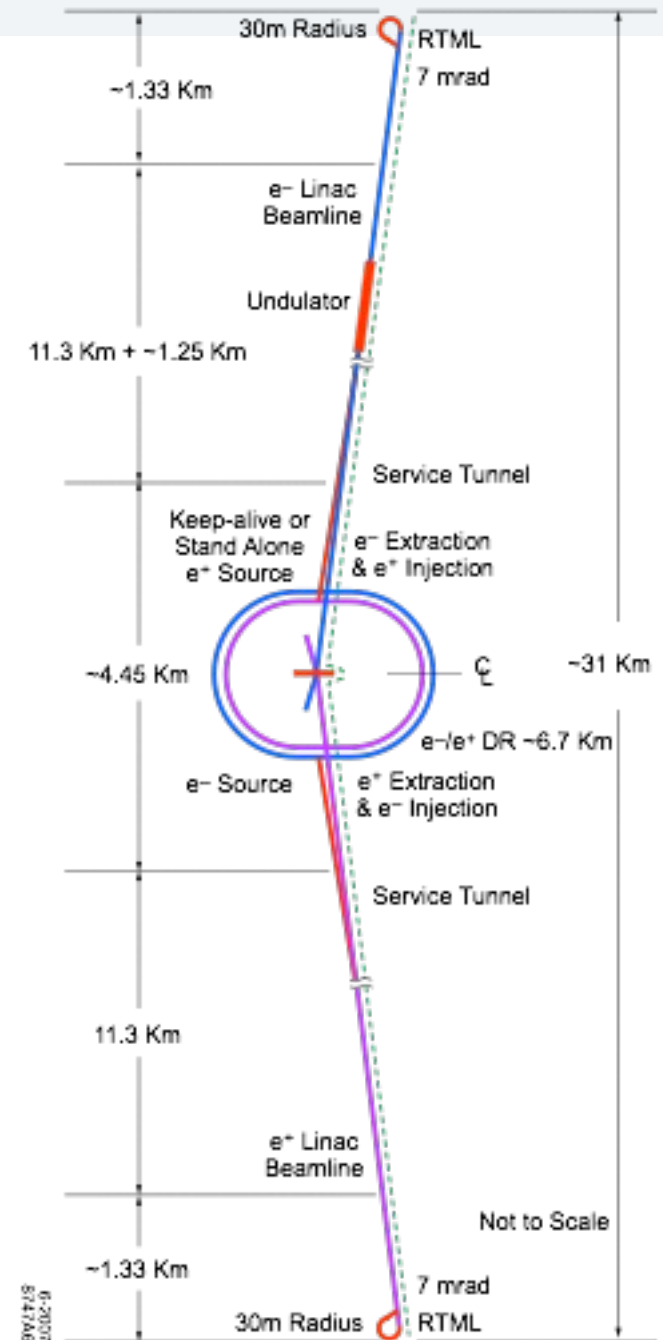 30m Radius
RTML
7 mrad
~1.33 Km
e– Linac
Beamline
Undulator
11.3 Km + ~1.25 Km
Service Tunnel
Keep-alive or
Stand Alone
e+ Source
e– Extraction
& e+ Injection
~4.45 Km
℄
~31 Km
e–/e+ DR ~6.7 Km
e– Source
e+ Extraction
& e– Injection
Service Tunnel
11.3 Km
e+ Linac
Beamline
Not to Scale
~1.33 Km
7 mrad
30m Radius
RTML
6-2007
8747A6